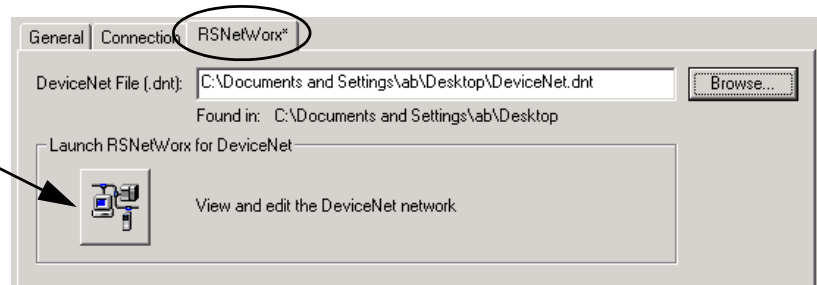 General Connection RSNetWorx*
DeviceNet File (.dnt): C:\Documents and Settings\ab\Desktop\DeviceNet.dnt Browse...
Found in: C:\Documents and Settings\ab\Desktop
Launch RSNetWorx for DeviceNet
View and edit the DeviceNet network